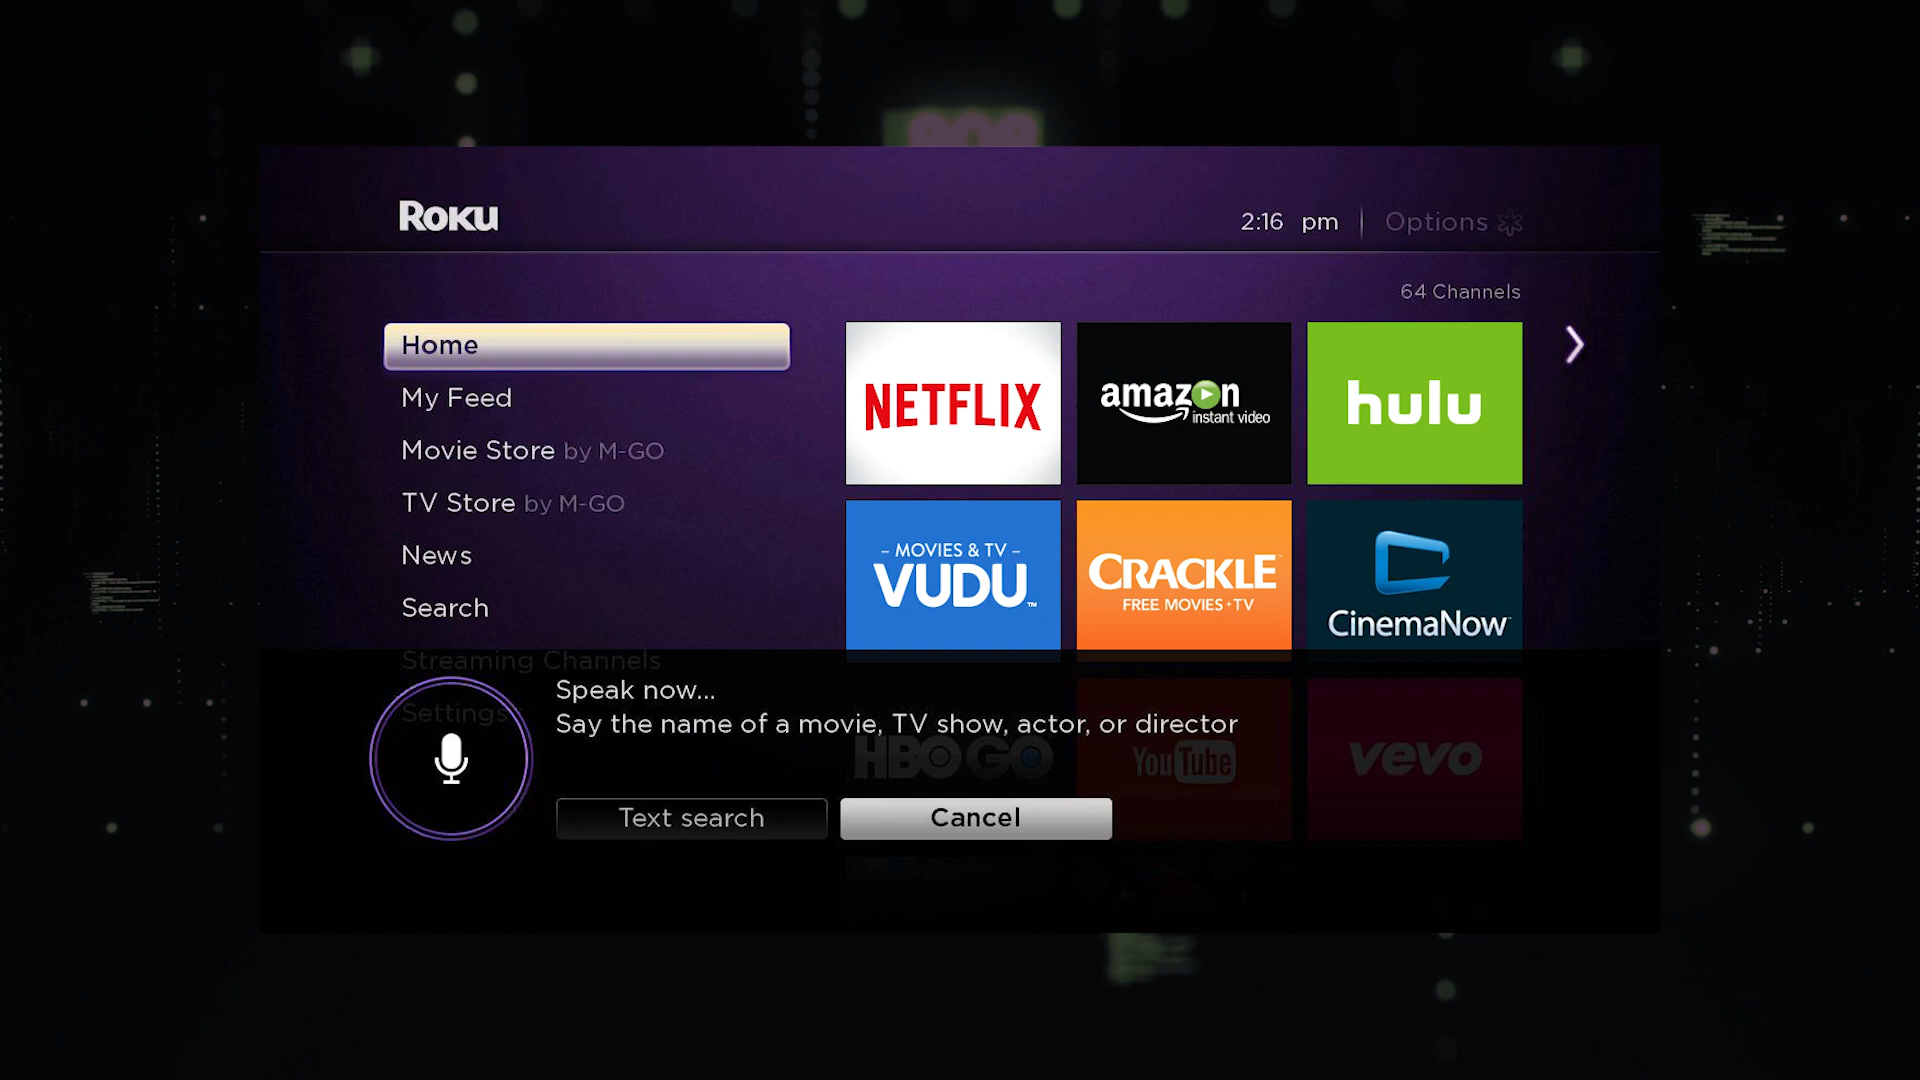 ROKU
2:16 pm
Options
64 Channels
Home
My Feed
Movie Store by M-GO
TV Store by M-GO
News
Search
Streaming Channels
Settings
NETFLIX
amazon
instant video
hulu
- MOVIES & TV -
VUDU™
CRACKLE
FREE MOVIES • TV
CinemaNow
HBO GO
YouTube
vevo
Speak now...
Say the name of a movie, TV show, actor, or director
Text search
Cancel